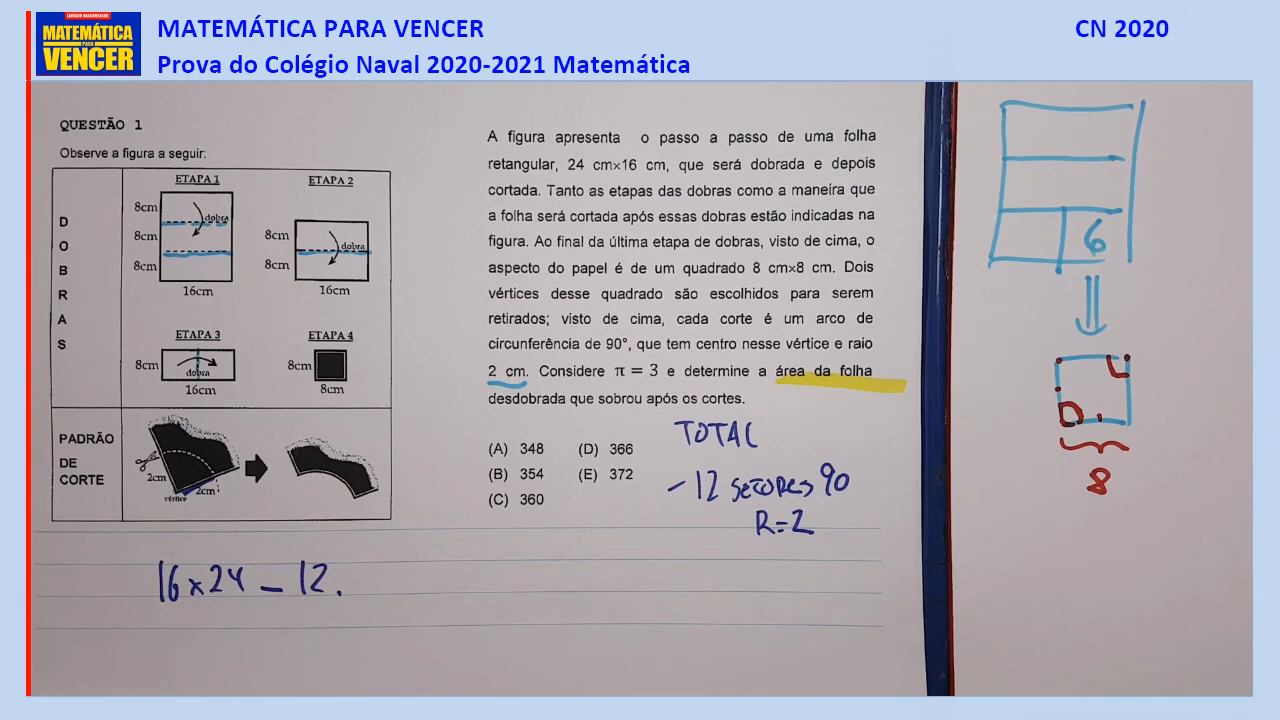 LAÉRCIO VASCONCELOS
MATEMÁTICA
PARA
VENCER
MATEMÁTICA PARA VENCER
CN 2020
Prova do Colégio Naval 2020-2021 Matemática
QUESTÃO 1
Observe a figura a seguir:
D
O
B
R
A
S
ETAPA 1
8cm
dobra
8cm
8cm
16cm
ETAPA 2
8cm
dobra
8cm
16cm
ETAPA 3
8cm
dobra
16cm
ETAPA 4
8cm
8cm
PADRÃO
DE
CORTE
2cm
2cm
vértice
A figura apresenta o passo a passo de uma folha
retangular, 24 cm×16 cm, que será dobrada e depois
cortada. Tanto as etapas das dobras como a maneira que
a folha será cortada após essas dobras estão indicadas na
figura. Ao final da última etapa de dobras, visto de cima, o
aspecto do papel é de um quadrado 8 cm×8 cm. Dois
vértices desse quadrado são escolhidos para serem
retirados; visto de cima, cada corte é um arco de
circunferência de 90°, que tem centro nesse vértice e raio
2 cm. Considere π = 3 e determine a área da folha
desdobrada que sobrou após os cortes.
(A) 348 (D) 366
(B) 354 (E) 372
(C) 360
TOTAL
- 12 SETORES 90
R=2
16×24 - 12.
6
8